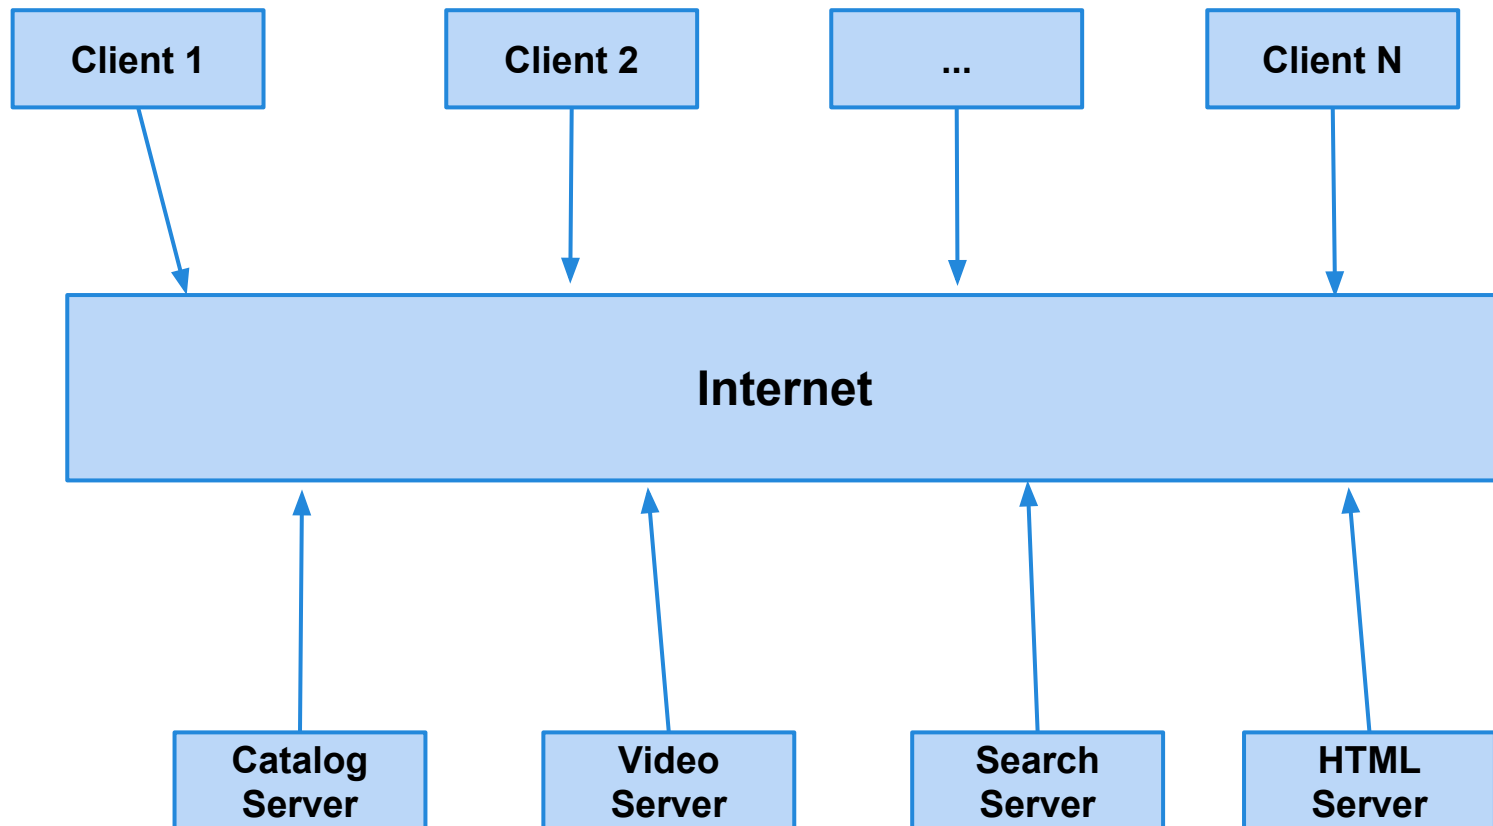 Client 1
Client 2
...
Client N
Internet
Catalog
Server
Video
Server
Search
Server
HTML
Server